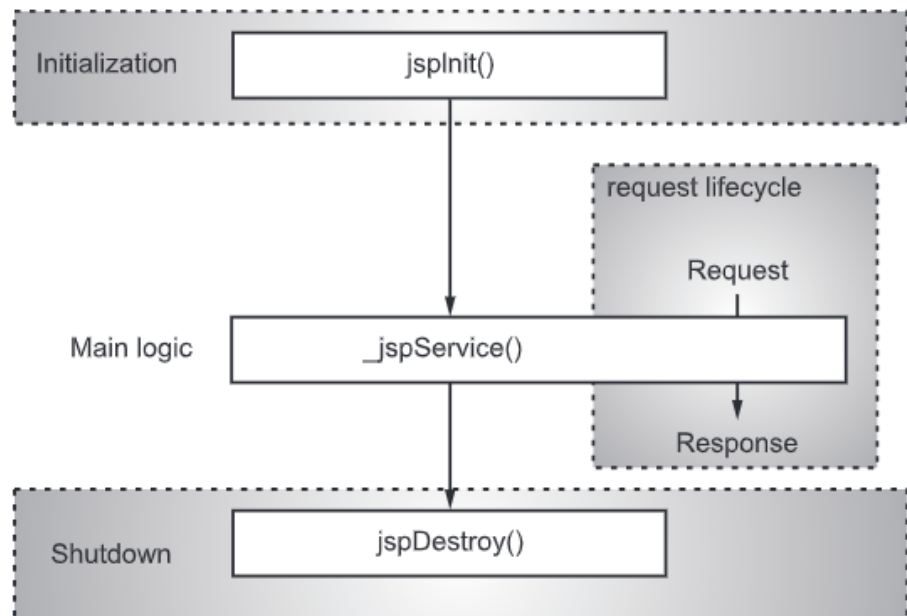 Initialization
jspInit()
request lifecycle
Request
Main logic
_jspService()
Response
Shutdown
jspDestroy()